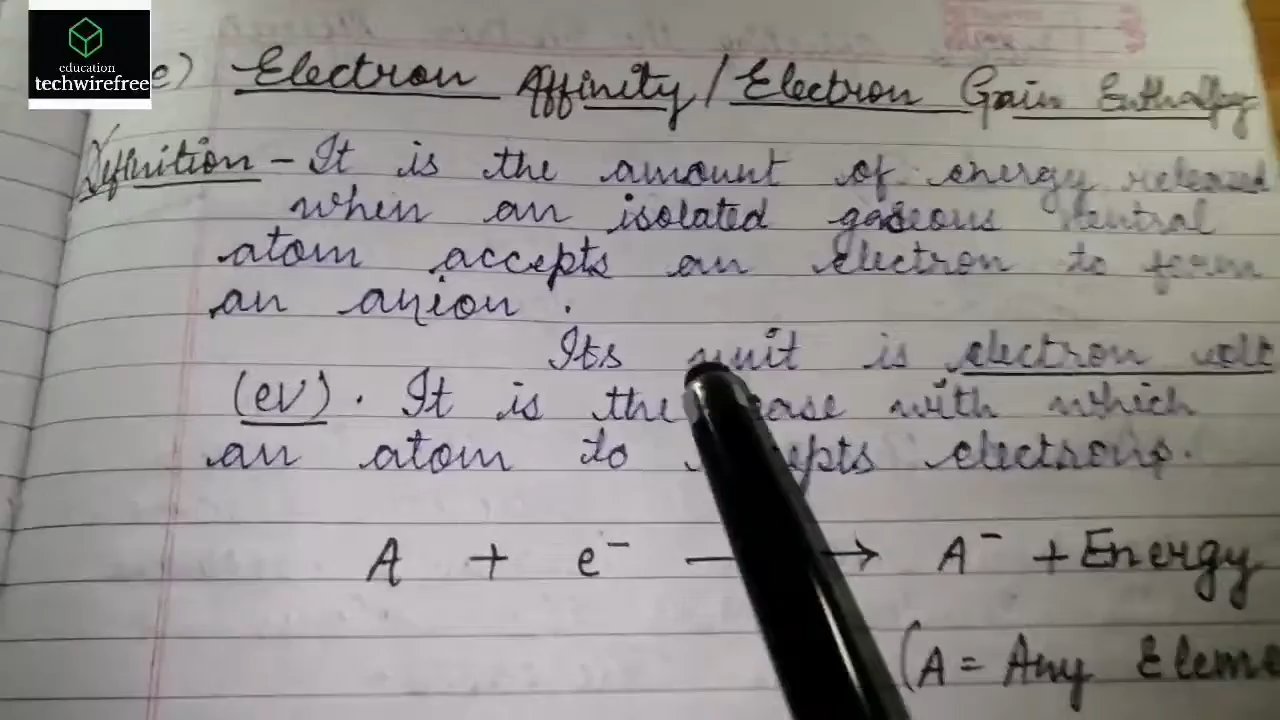 education
techwirefree
e) Electron Affinity / Electron Gain Enthalpy
Definition - It is the amount of energy released
when an isolated gaseous neutral
atom accepts an electron to form
an anion.
Its unit is electron volt
(eV). It is the with which
an atom to electrons.
A + e⁻ → A⁻ + Energy
(A = Any Eleme